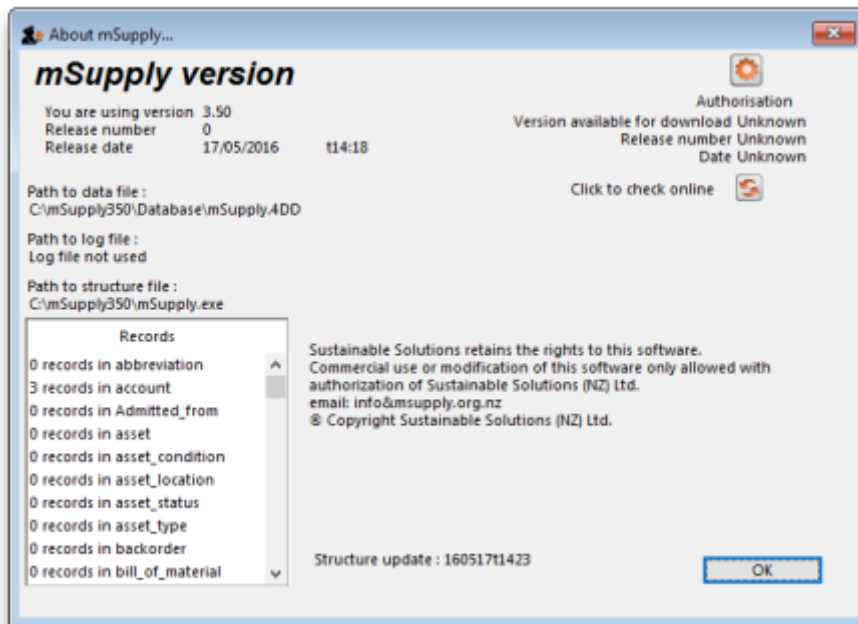 About mSupply...
mSupply version
You are using version 3.50
Release number 0
Release date 17/05/2016 t14:18
Authorisation
Version available for download Unknown
Release number Unknown
Date Unknown
Click to check online
Path to data file :
C:\mSupply350\Database\mSupply.4DD
Path to log file :
Log file not used
Path to structure file :
C:\mSupply350\mSupply.exe
Records
0 records in abbreviation
3 records in account
0 records in Admitted_from
0 records in asset
0 records in asset_condition
0 records in asset_location
0 records in asset_status
0 records in asset_type
0 records in backorder
0 records in bill_of_material
Sustainable Solutions retains the rights to this software.
Commercial use or modification of this software only allowed with
authorization of Sustainable Solutions (NZ) Ltd.
email: info&msupply.org.nz
® Copyright Sustainable Solutions (NZ) Ltd.
Structure update : 160517t1423
OK